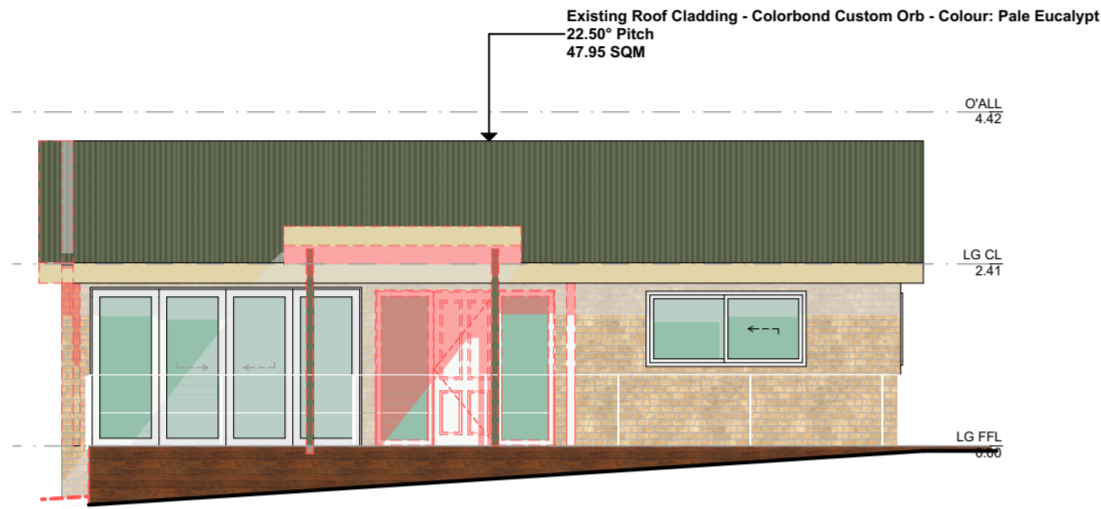 Existing Roof Cladding - Colorbond Custom Orb - Colour: Pale Eucalypt
22.50° Pitch
47.95 SQM
O'ALL
4.42
LG CL
2.41
LG FFL
0.00